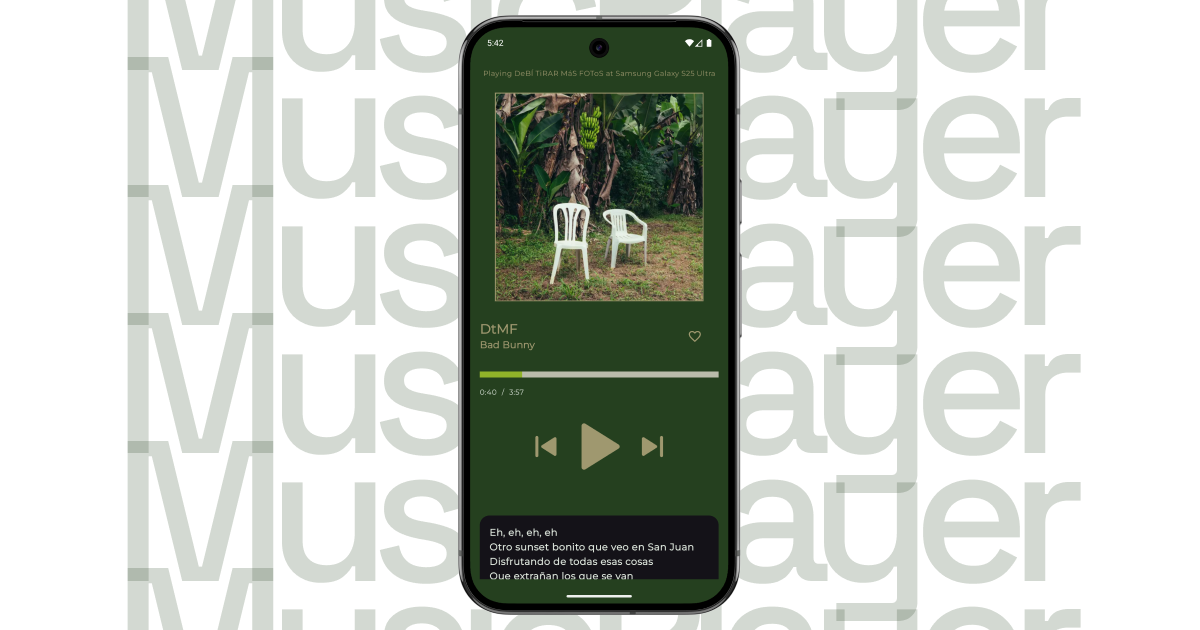 MusicPlayer
MusicPlayer
MusicPlayer
MusicPlayer
MusicPlayer
MusicPlayer
5:42
Playing DeBÍ TiRAR MáS FOToS at Samsung Galaxy S25 Ultra
DtMF
Bad Bunny
0:40 / 3:57
Eh, eh, eh, eh
Otro sunset bonito que veo en San Juan
Disfrutando de todas esas cosas
Que extrañan los que se van